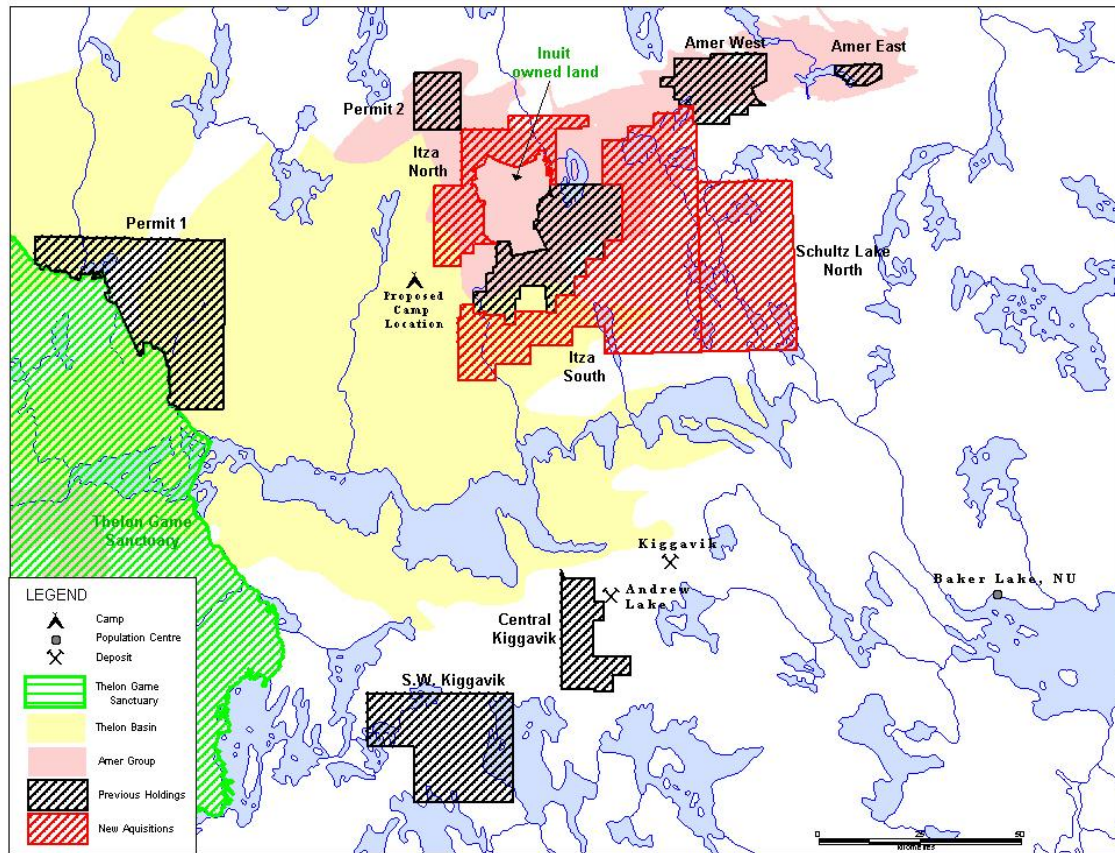 Amer West
Amer East
Inuit
owned land
Permit 2
Itza
North
Permit 1
Schultz Lake
North
Proposed
Camp
Location
Itza
South
Thelon Game
Sanctuary
Kiggavik
Andrew
Lake
Baker Lake, NU
Central
Kiggavik
S.W. Kiggavik
LEGEND
Camp
Population Centre
Deposit
Thelon Game
Sanctuary
Thelon Basin
Amer Group
Previous Holdings
New Aquisitions
0 25 50
kilometres